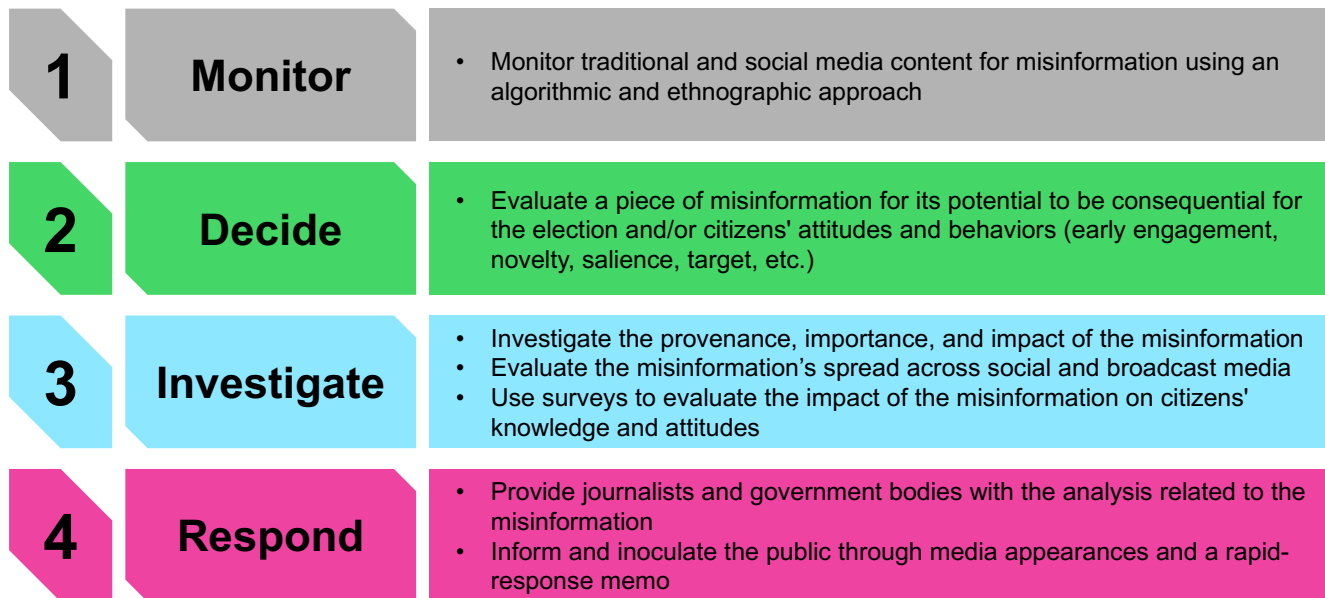 1
Monitor
• Monitor traditional and social media content for misinformation using an
algorithmic and ethnographic approach
2
Decide
• Evaluate a piece of misinformation for its potential to be consequential for
the election and/or citizens' attitudes and behaviors (early engagement,
novelty, salience, target, etc.)
3
Investigate
• Investigate the provenance, importance, and impact of the misinformation
• Evaluate the misinformation’s spread across social and broadcast media
• Use surveys to evaluate the impact of the misinformation on citizens'
knowledge and attitudes
4
Respond
• Provide journalists and government bodies with the analysis related to the
misinformation
• Inform and inoculate the public through media appearances and a rapid-
response memo